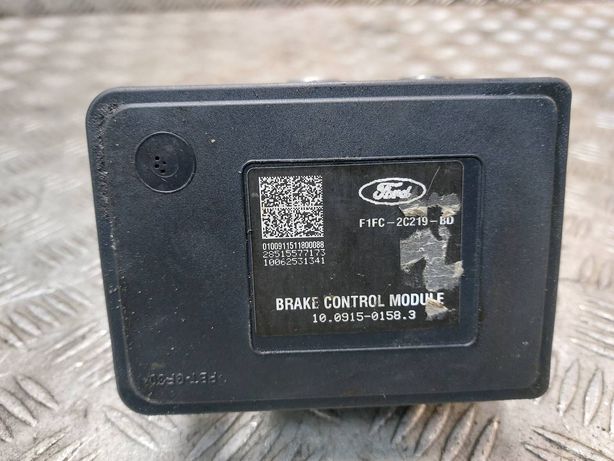 Ford
F1FC-2C219-BD
0100911511800088
28515577173
10062531341
BRAKE CONTROL MODULE
10.0915-0158.3